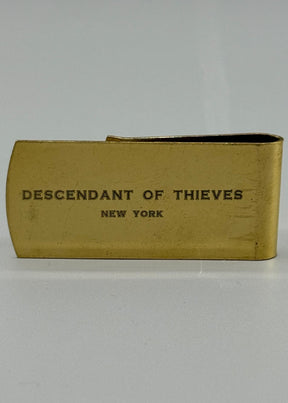 DESCENDANT OF THIEVES
NEW YORK